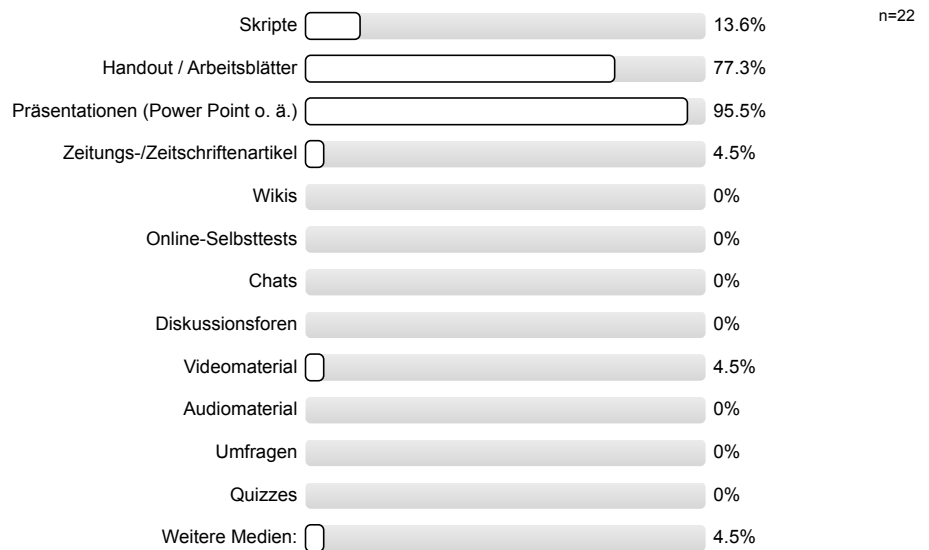 Skripte 13.6% n=22
Handout / Arbeitsblätter 77.3%
Präsentationen (Power Point o. ä.) 95.5%
Zeitungs-/Zeitschriftenartikel 4.5%
Wikis 0%
Online-Selbsttests 0%
Chats 0%
Diskussionsforen 0%
Videomaterial 4.5%
Audiomaterial 0%
Umfragen 0%
Quizzes 0%
Weitere Medien: 4.5%